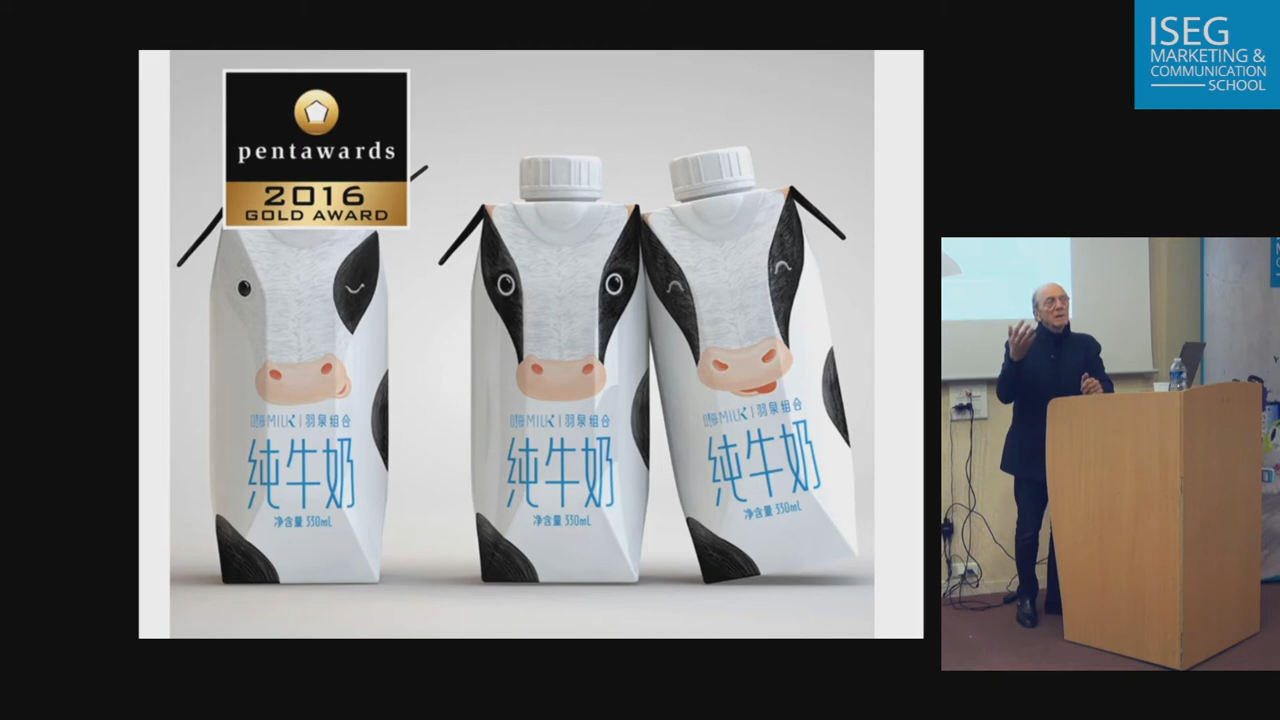 pentawards
2016
GOLD AWARD
MILK | 羽泉组合
纯牛奶
净含量 330mL
MILK | 羽泉组合
纯牛奶
净含量 330mL
MILK | 羽泉组合
纯牛奶
净含量 330mL
ISEG
MARKETING &
COMMUNICATION
SCHOOL